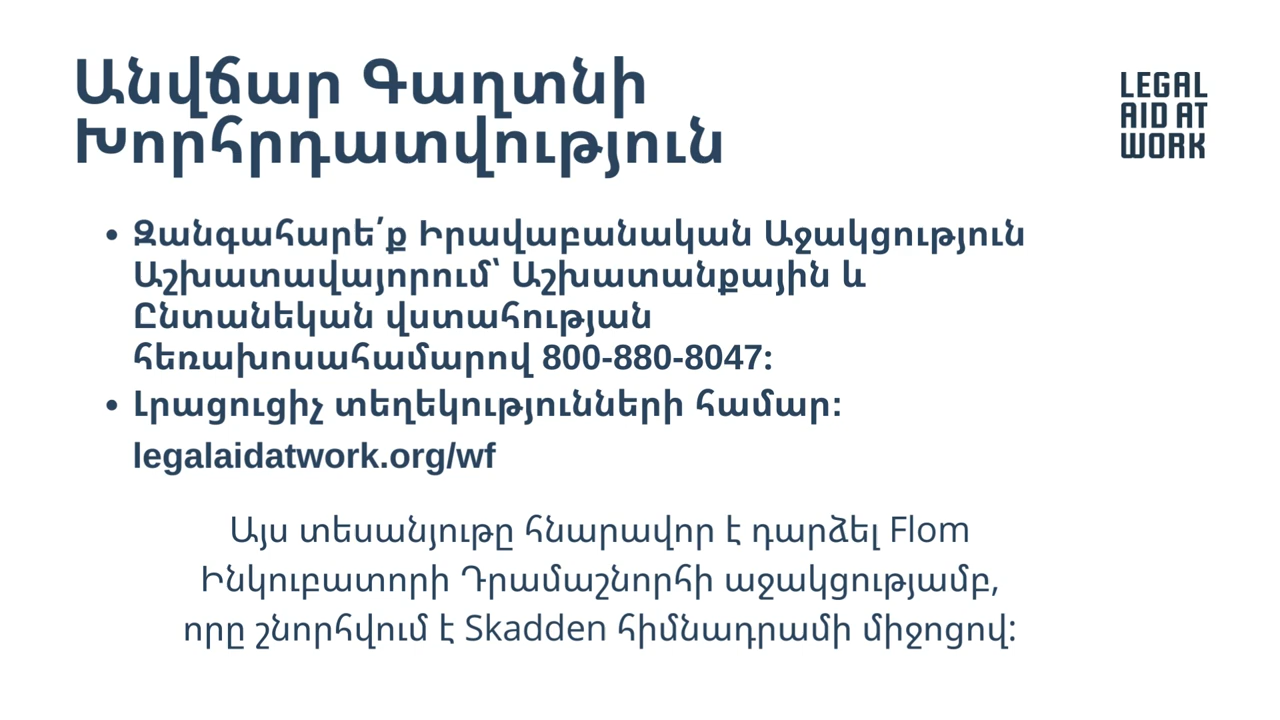 Անվճար Գաղտնի
Խորհրդատվություն
LEGAL
AID AT
WORK
• Զանգահարե՛ք Իրավաբանական Աջակցություն
Աշխատավայրում՝ Աշխատանքային և
Ընտանեկան վստահության
հեռախոսահամարով 800-880-8047:
• Լրացուցիչ տեղեկությունների համար:
legalaidatwork.org/wf
Այս տեսանյութը հնարավոր է դարձել Flom
Ինկուբատորի Դրամաշնորհի աջակցությամբ,
որը շնորհվում է Skadden հիմնադրամի միջոցով: